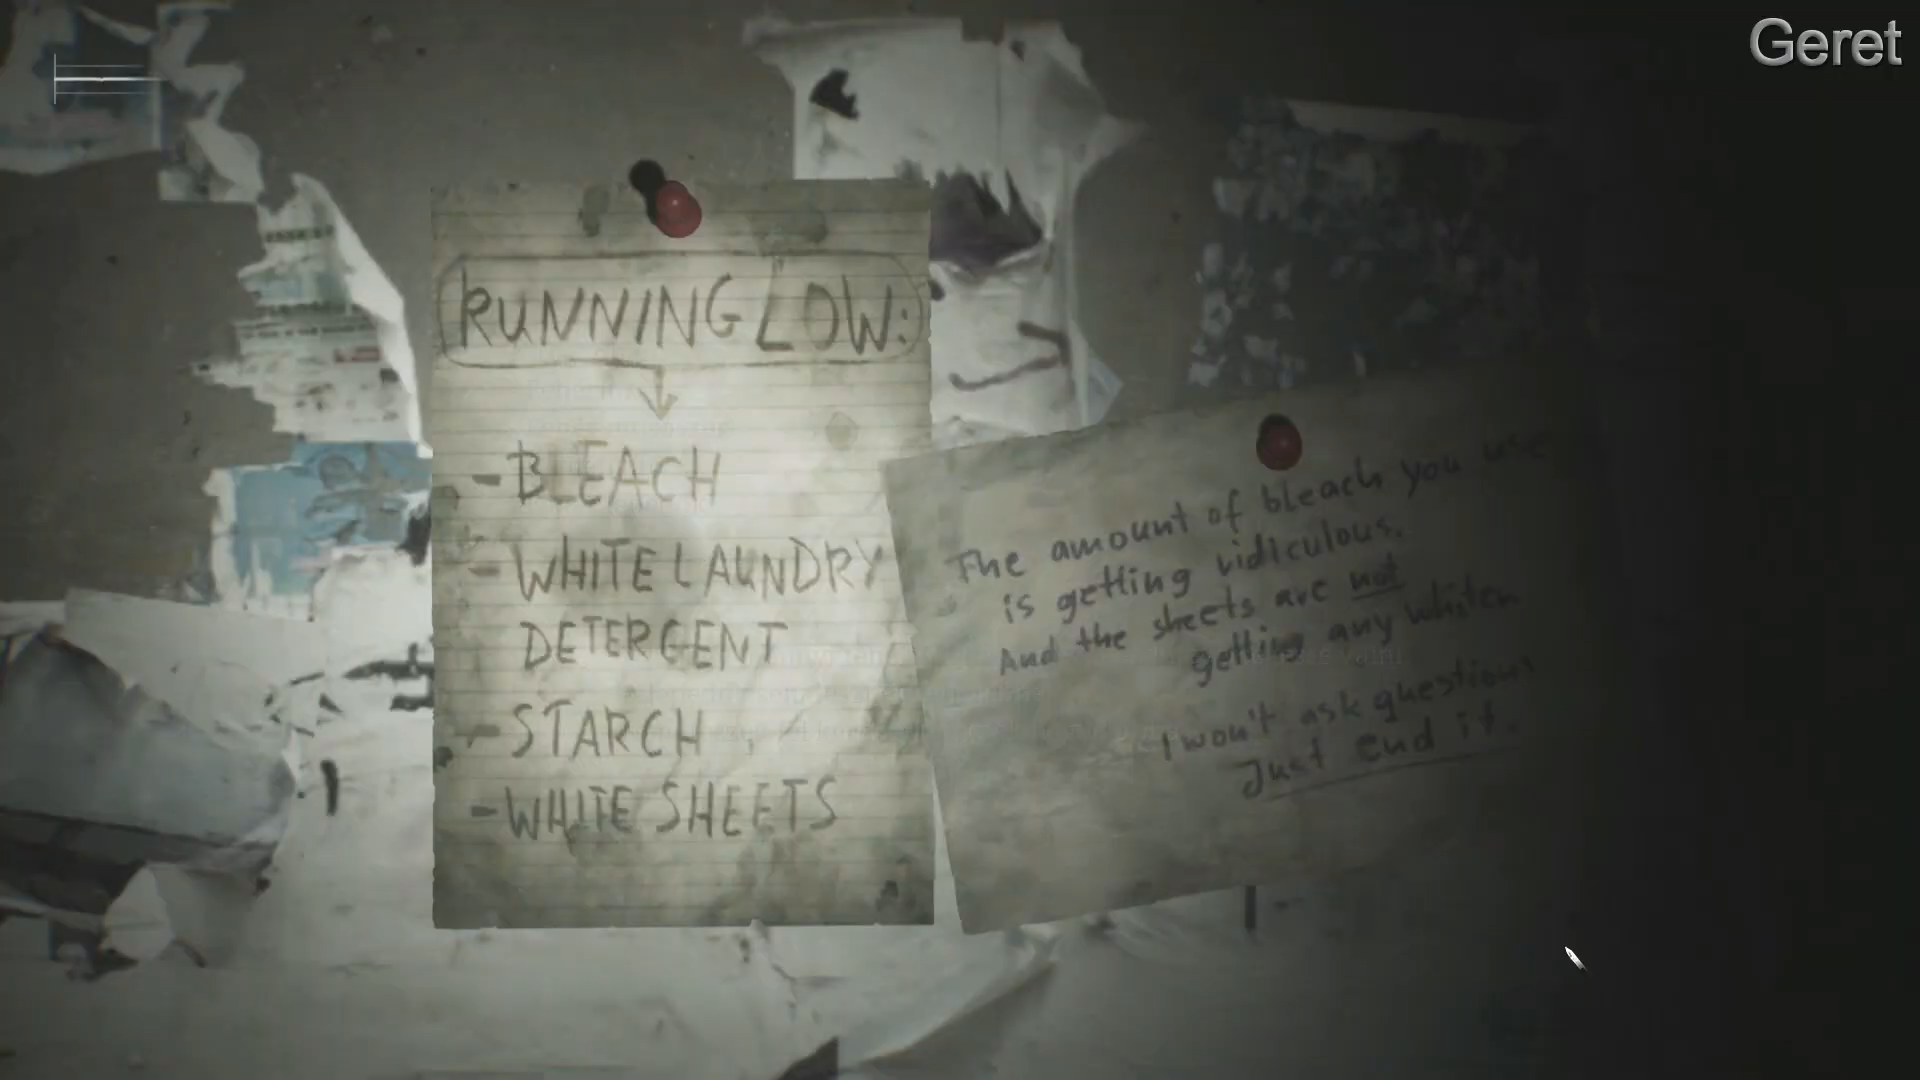 Geret
RUNNING LOW:
- BLEACH
- WHITE LAUNDRY
DETERGENT
- STARCH
- WHITE SHEETS
The amount of bleach you use
is getting ridiculous.
And the sheets are not
getting any whiter
I won't ask questions
Just end it.